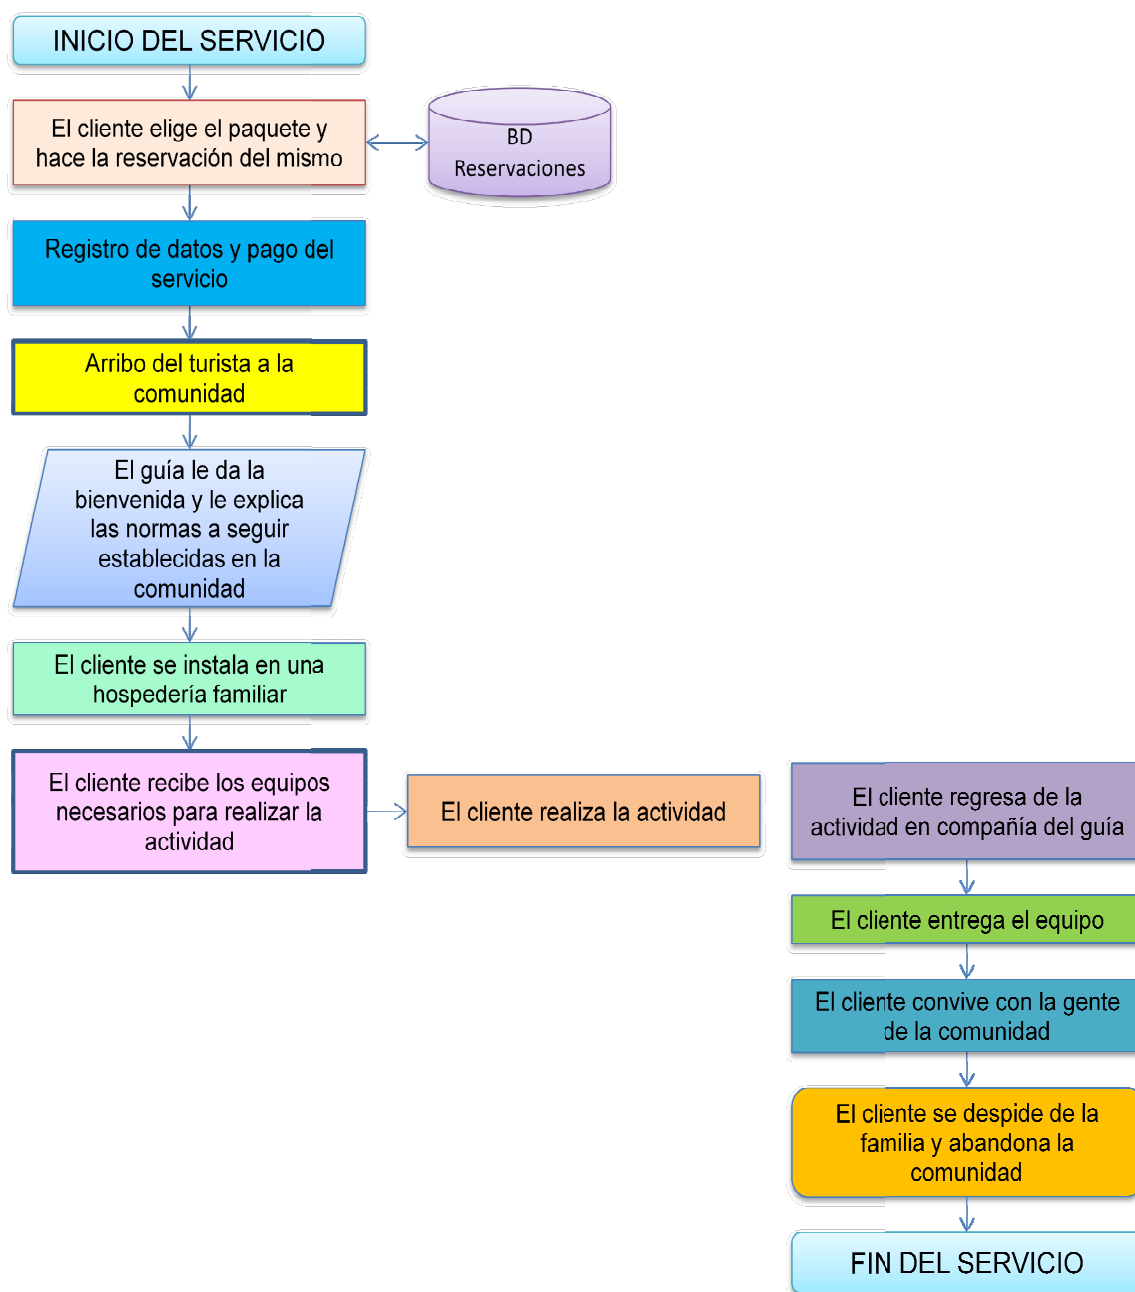 INICIO DEL SERVICIO
El cliente elige el paquete y
hace la reservación del mismo
BD
Reservaciones
Registro de datos y pago del
servicio
Arribo del turista a la
comunidad
El guía le da la
bienvenida y le explica
las normas a seguir
establecidas en la
comunidad
El cliente se instala en una
hospedería familiar
El cliente recibe los equipos
necesarios para realizar la
actividad
El cliente realiza la actividad
El cliente regresa de la
actividad en compañía del guía
El cliente entrega el equipo
El cliente convive con la gente
de la comunidad
El cliente se despide de la
familia y abandona la
comunidad
FIN DEL SERVICIO